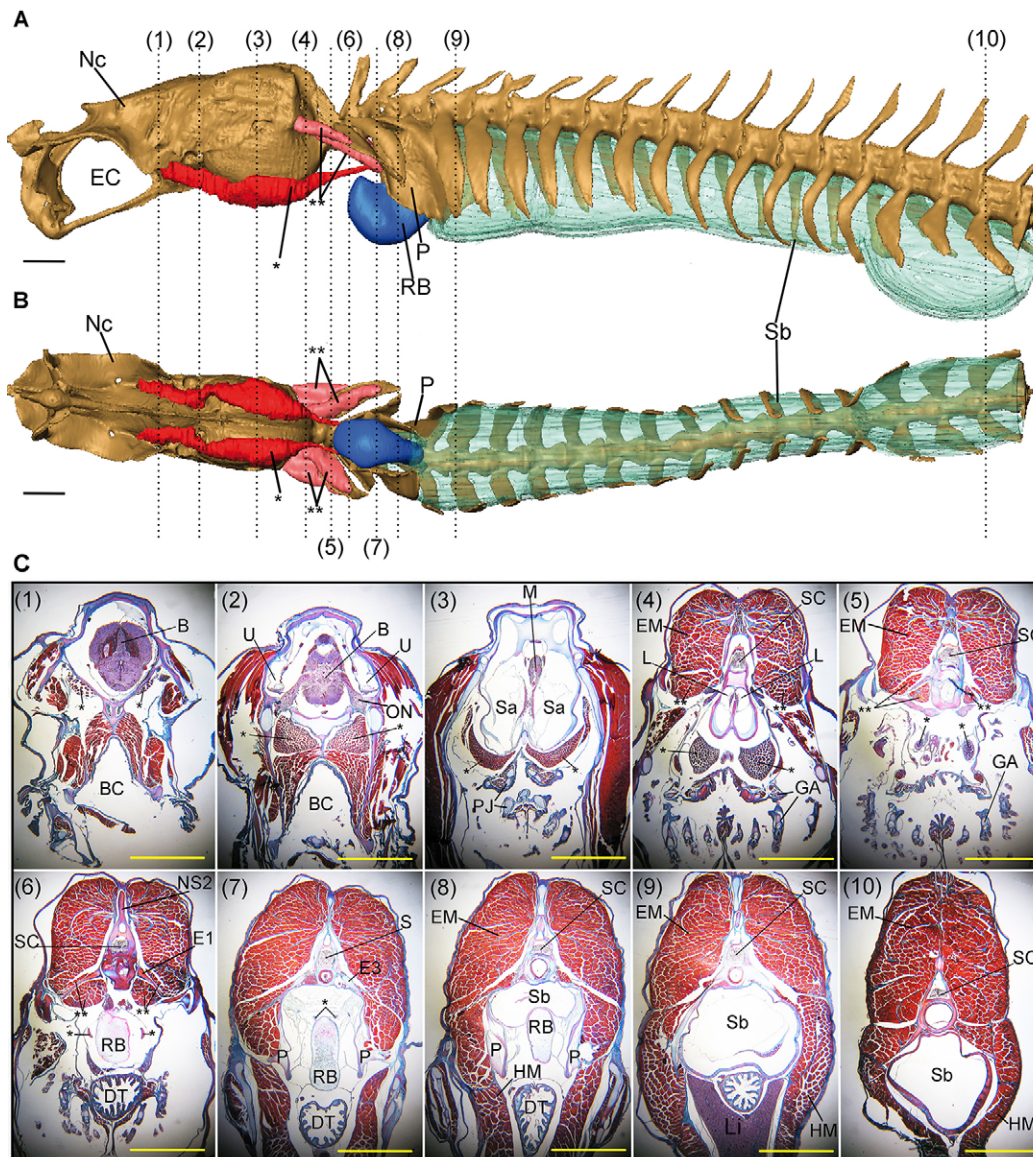 A
(1) (2) (3) (4) (6) (8) (9) (10)
Nc
EC
**
*
P
RB
B
Nc
Sb
**
P
*
**
(5) (7)
C
(1) B BC
(2) U B U ON * * BC
(3) M Sa Sa * * PJ
(4) SC EM L L ** ** * * GA
(5) EM SC ** ** * * GA
(6) NS2 SC E1 ** ** * * RB DT
(7) S E3 * P P RB DT
(8) SC EM Sb RB P P HM DT
(9) SC EM Sb Li HM
(10) EM SC Sb HM